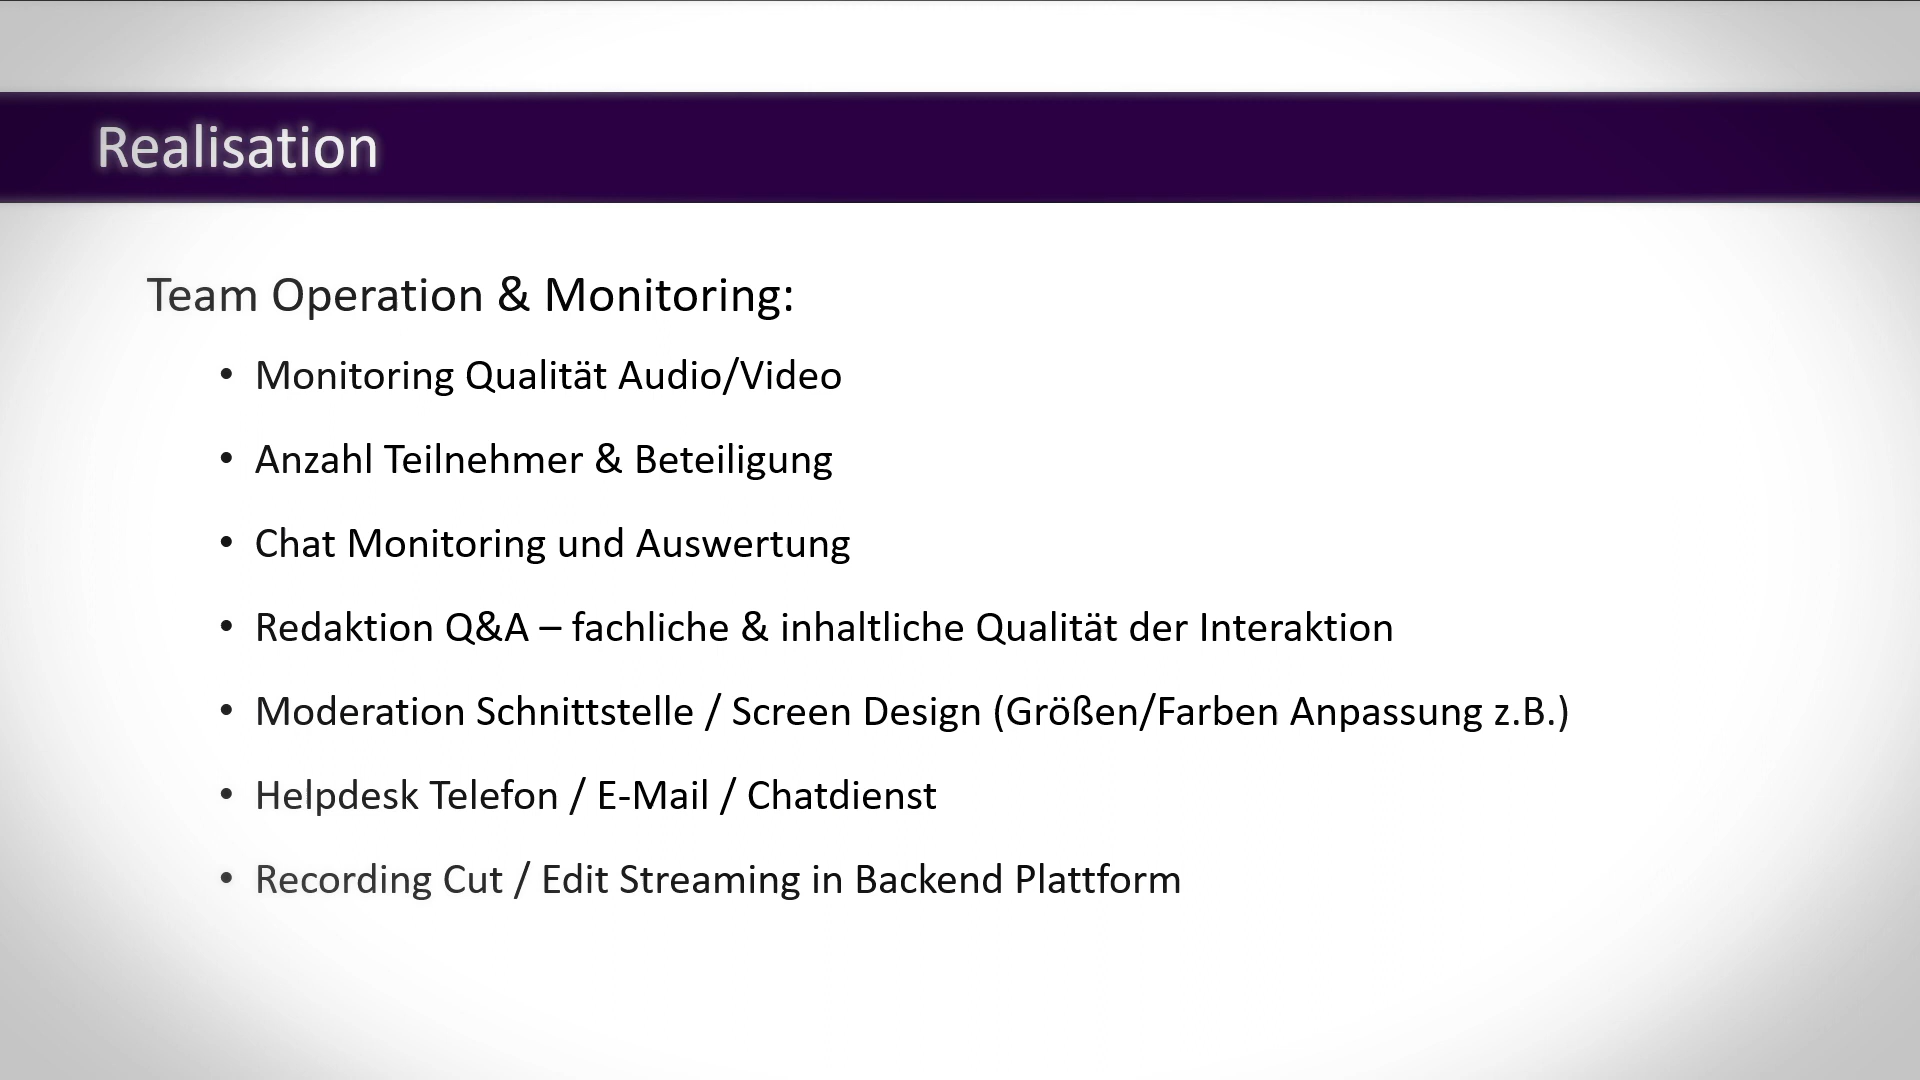 Realisation
Team Operation & Monitoring:
• Monitoring Qualität Audio/Video
• Anzahl Teilnehmer & Beteiligung
• Chat Monitoring und Auswertung
• Redaktion Q&A – fachliche & inhaltliche Qualität der Interaktion
• Moderation Schnittstelle / Screen Design (Größen/Farben Anpassung z.B.)
• Helpdesk Telefon / E-Mail / Chatdienst
• Recording Cut / Edit Streaming in Backend Plattform